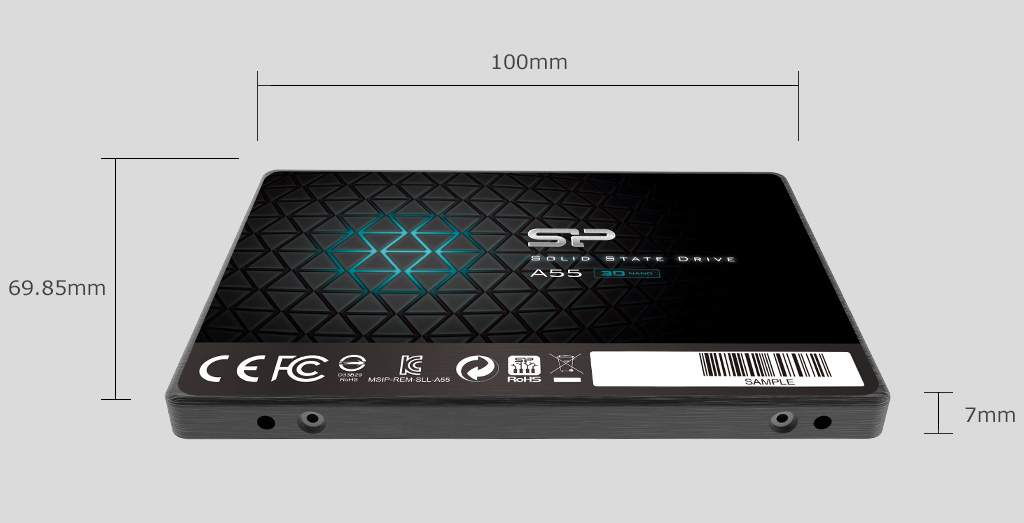 100mm
69.85mm
SP
SOLID STATE DRIVE
A55 3D NAND
CE FC D33B29 RoHS MSIP-REM-SLL-A55 SP RoHS
SAMPLE
7mm